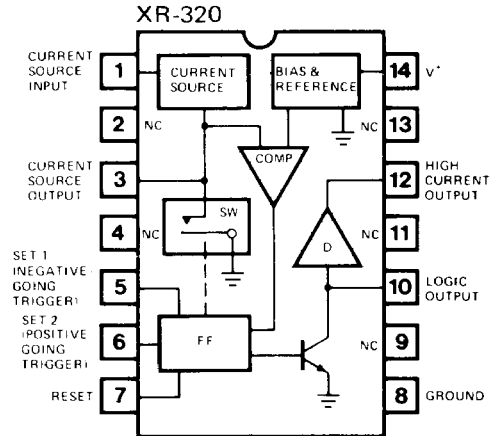 XR-320
CURRENT
SOURCE
INPUT
1
CURRENT
SOURCE
BIAS &
REFERENCE
14
V+
2
NC
NC
13
CURRENT
SOURCE
OUTPUT
3
COMP
12
HIGH
CURRENT
OUTPUT
4
NC
SW
D
NC
11
SET 1
(NEGATIVE
GOING
TRIGGER)
5
10
LOGIC
OUTPUT
SET 2
(POSITIVE
GOING
TRIGGER)
6
FF
NC
9
RESET
7
8
GROUND